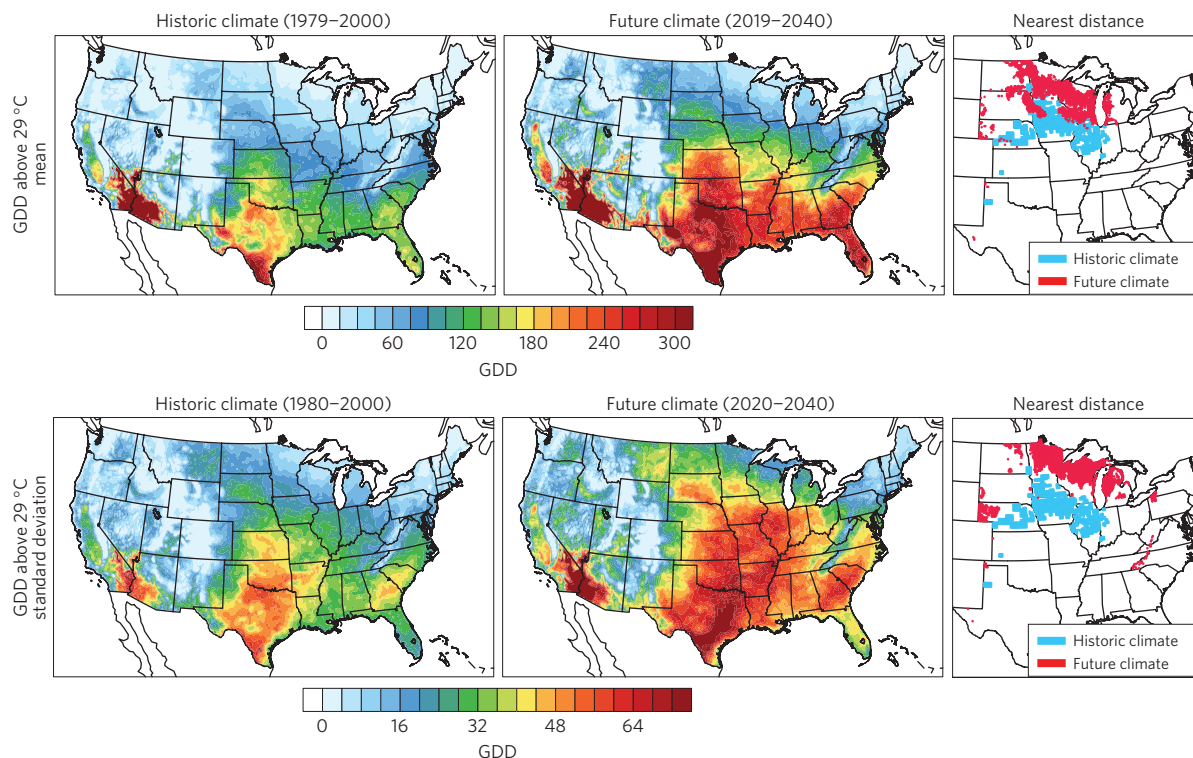 Historic climate (1979–2000)
Future climate (2019–2040)
Nearest distance
GDD above 29 °C
mean
Historic climate
Future climate
0 60 120 180 240 300
GDD
Historic climate (1980–2000)
Future climate (2020–2040)
Nearest distance
GDD above 29 °C
standard deviation
Historic climate
Future climate
0 16 32 48 64
GDD